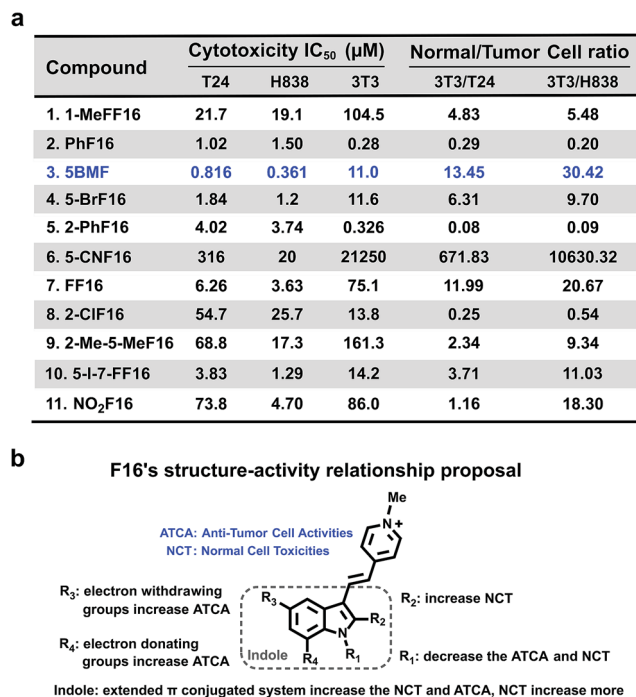 a
Compound Cytotoxicity IC50 (µM) Normal/Tumor Cell ratio
T24 H838 3T3 3T3/T24 3T3/H838
1. 1-MeFF16 21.7 19.1 104.5 4.83 5.48
2. PhF16 1.02 1.50 0.28 0.29 0.20
3. 5BMF 0.816 0.361 11.0 13.45 30.42
4. 5-BrF16 1.84 1.2 11.6 6.31 9.70
5. 2-PhF16 4.02 3.74 0.326 0.08 0.09
6. 5-CNF16 316 20 21250 671.83 10630.32
7. FF16 6.26 3.63 75.1 11.99 20.67
8. 2-ClF16 54.7 25.7 13.8 0.25 0.54
9. 2-Me-5-MeF16 68.8 17.3 161.3 2.34 9.34
10. 5-I-7-FF16 3.83 1.29 14.2 3.71 11.03
11. NO2F16 73.8 4.70 86.0 1.16 18.30
b
F16's structure-activity relationship proposal
Me
N+
ATCA: Anti-Tumor Cell Activities
NCT: Normal Cell Toxicities
R3: electron withdrawing
groups increase ATCA
R3
R2
R2: increase NCT
R4: electron donating
groups increase ATCA
N
Indole
R4
R1
R1: decrease the ATCA and NCT
Indole: extended π conjugated system increase the NCT and ATCA, NCT increase more